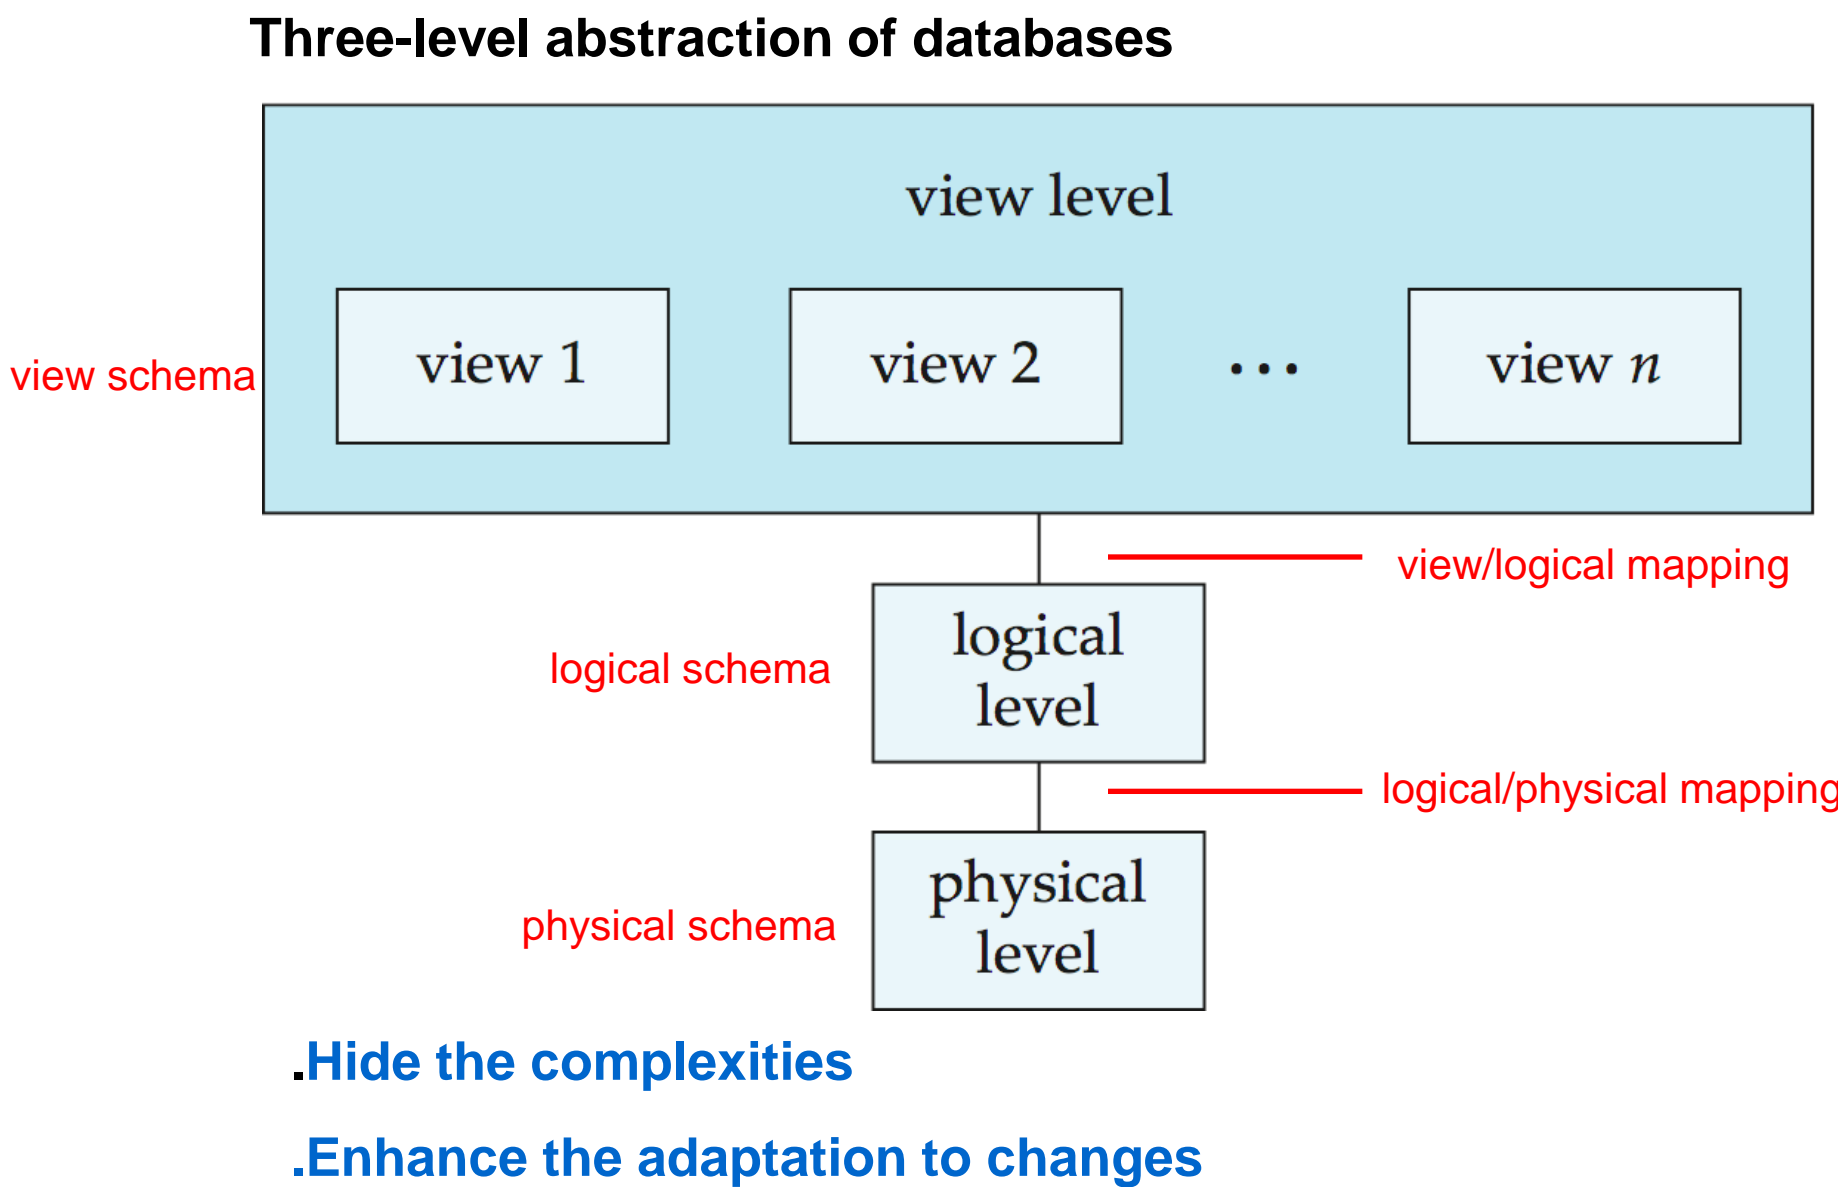 Three-level abstraction of databases
view level
view schema
view 1
view 2
...
view n
view/logical mapping
logical schema
logical
level
logical/physical mapping
physical schema
physical
level
.Hide the complexities
.Enhance the adaptation to changes